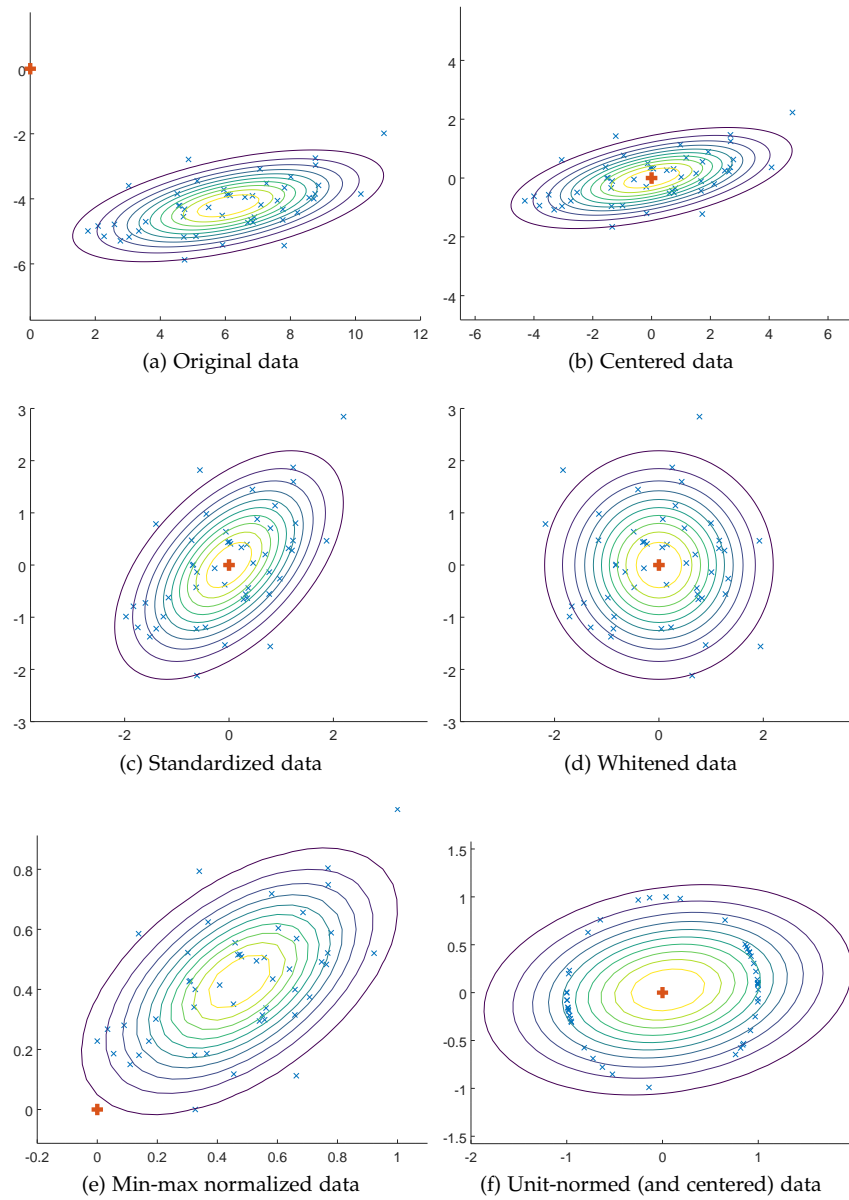 0
-2
-4
-6
0 2 4 6 8 10 12
(a) Original data
4
2
0
-2
-4
-6 -4 -2 0 2 4 6
(b) Centered data
3
2
1
0
-1
-2
-3
-2 0 2
(c) Standardized data
3
2
1
0
-1
-2
-3
-2 0 2
(d) Whitened data
0.8
0.6
0.4
0.2
0
-0.2 0 0.2 0.4 0.6 0.8 1
(e) Min-max normalized data
1.5
1
0.5
0
-0.5
-1
-1.5
-2 -1 0 1
(f) Unit-normed (and centered) data